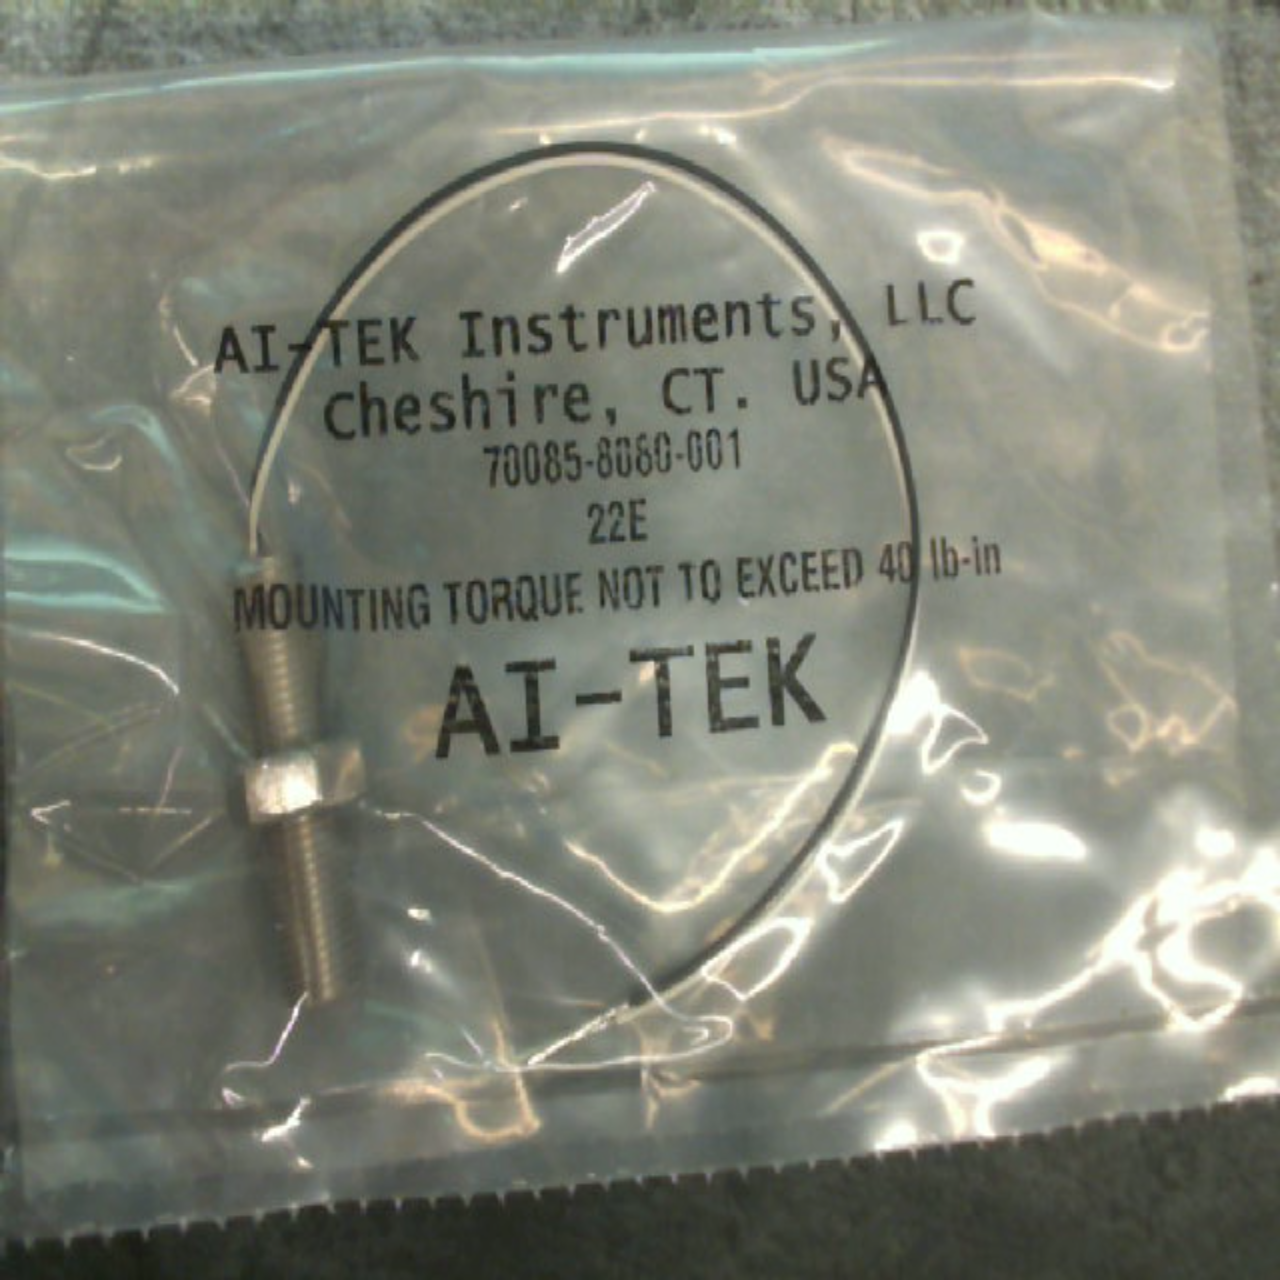 AI-TEK Instruments, LLC
Cheshire, CT. USA
70085-8080-001
22E
MOUNTING TORQUE NOT TO EXCEED 40 lb-in
AI-TEK